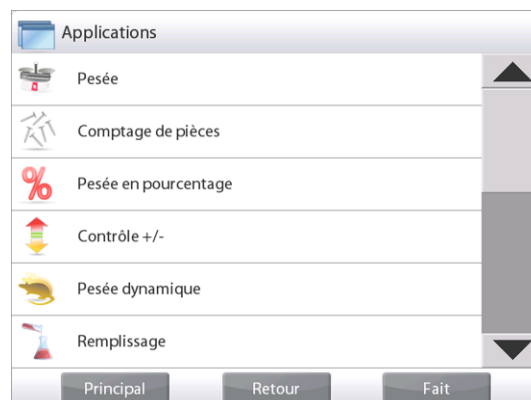 Applications
Pesée
Comptage de pièces
Pesée en pourcentage
Contrôle +/-
Pesée dynamique
Remplissage
Principal Retour Fait